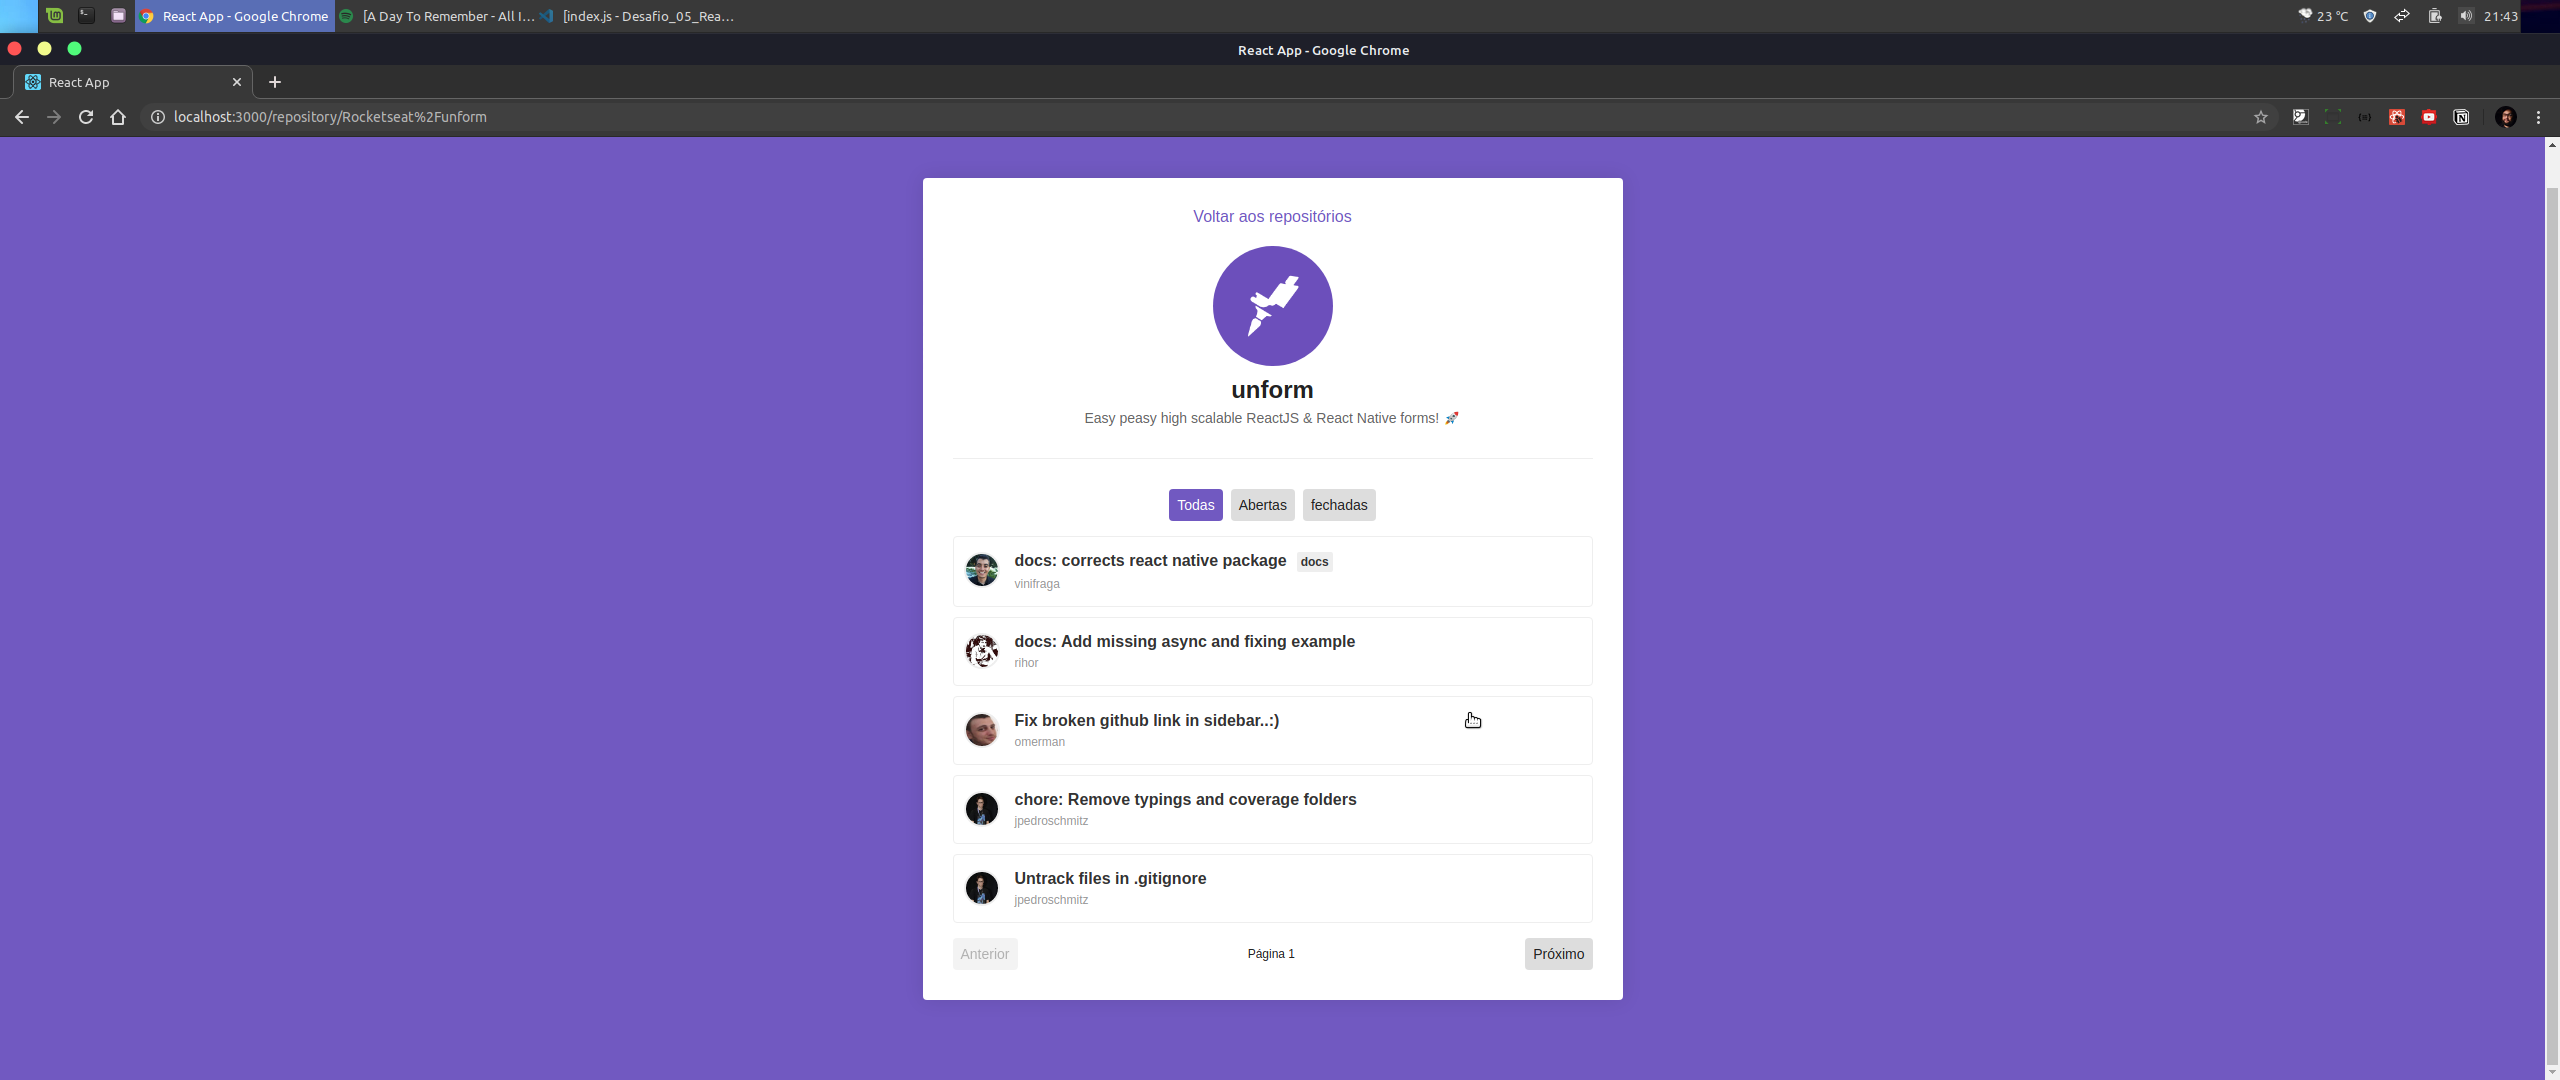 React App - Google Chrome
[A Day To Remember - All I...
[index.js - Desafio_05_Rea...
23 °C
21:43
React App - Google Chrome
React App
localhost:3000/repository/Rocketseat%2Funform
Voltar aos repositórios
unform
Easy peasy high scalable ReactJS & React Native forms! 🚀
Todas
Abertas
fechadas
docs: corrects react native package docs
vinifraga
docs: Add missing async and fixing example
rihor
Fix broken github link in sidebar..:)
omerman
chore: Remove typings and coverage folders
jpedroschmitz
Untrack files in .gitignore
jpedroschmitz
Anterior
Página 1
Próximo